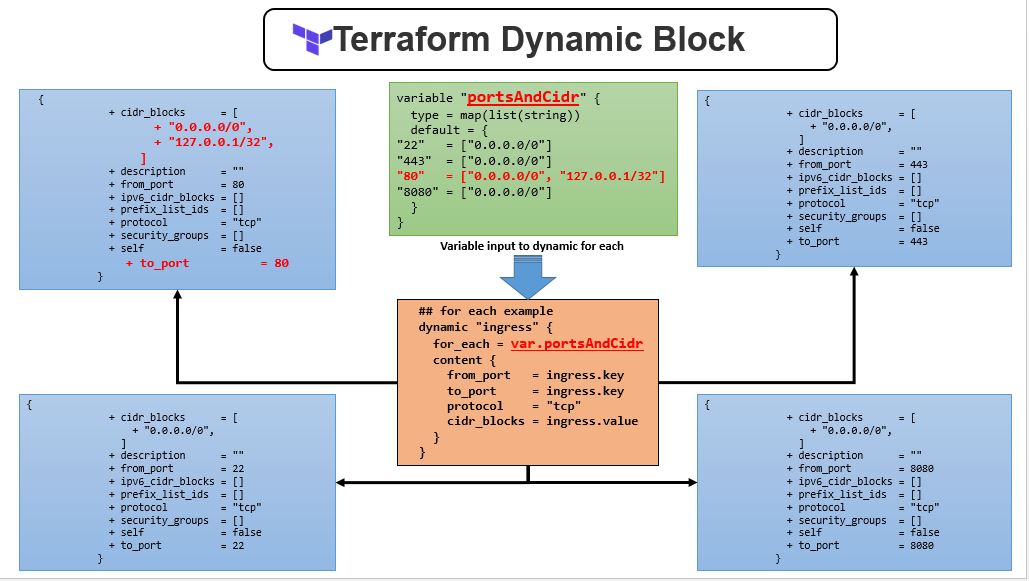 Terraform Dynamic Block
{
+ cidr_blocks = [
+ "0.0.0.0/0",
+ "127.0.0.1/32",
]
+ description = ""
+ from_port = 80
+ ipv6_cidr_blocks = []
+ prefix_list_ids = []
+ protocol = "tcp"
+ security_groups = []
+ self = false
+ to_port = 80
}
variable "portsAndCidr" {
type = map(list(string))
default = {
"22" = ["0.0.0.0/0"]
"443" = ["0.0.0.0/0"]
"80" = ["0.0.0.0/0", "127.0.0.1/32"]
"8080" = ["0.0.0.0/0"]
}
}
Variable input to dynamic for each
{
+ cidr_blocks = [
+ "0.0.0.0/0",
]
+ description = ""
+ from_port = 443
+ ipv6_cidr_blocks = []
+ prefix_list_ids = []
+ protocol = "tcp"
+ security_groups = []
+ self = false
+ to_port = 443
}
## for each example
dynamic "ingress" {
for_each = var.portsAndCidr
content {
from_port = ingress.key
to_port = ingress.key
protocol = "tcp"
cidr_blocks = ingress.value
}
}
{
+ cidr_blocks = [
+ "0.0.0.0/0",
]
+ description = ""
+ from_port = 22
+ ipv6_cidr_blocks = []
+ prefix_list_ids = []
+ protocol = "tcp"
+ security_groups = []
+ self = false
+ to_port = 22
}
{
+ cidr_blocks = [
+ "0.0.0.0/0",
]
+ description = ""
+ from_port = 8080
+ ipv6_cidr_blocks = []
+ prefix_list_ids = []
+ protocol = "tcp"
+ security_groups = []
+ self = false
+ to_port = 8080
}